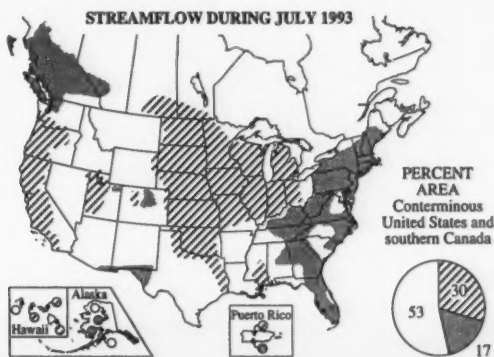 STREAMFLOW DURING JULY 1993
PERCENT
AREA
Conterminous
United States and
southern Canada
30
53
17
Hawaii
Alaska
Puerto Rico